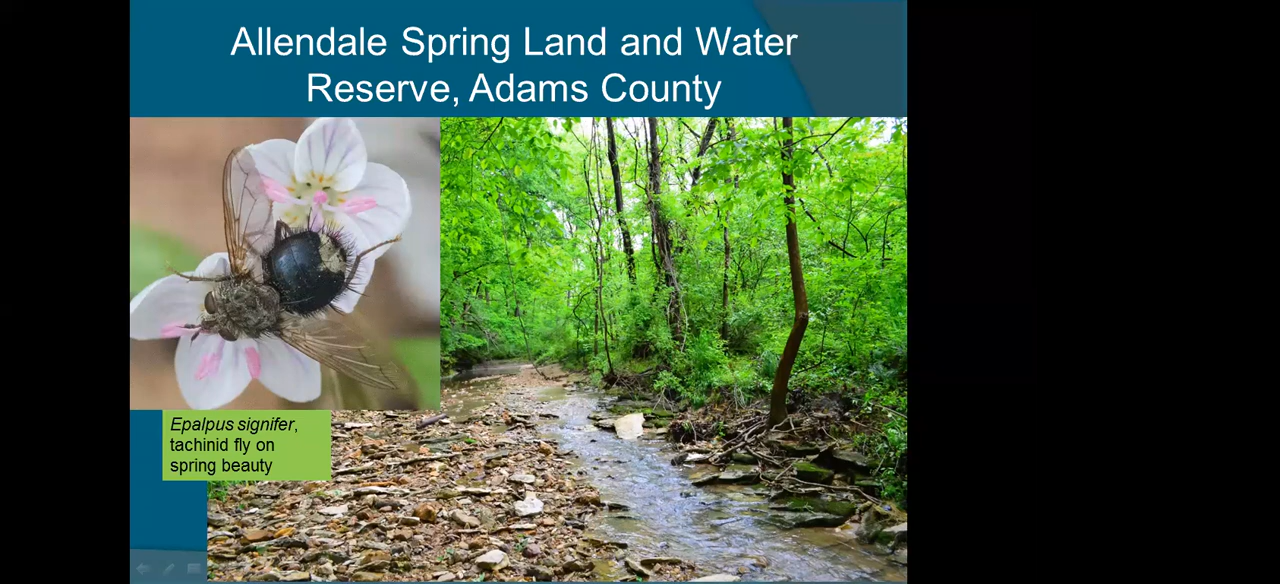 Allendale Spring Land and Water
Reserve, Adams County
Epalpus signifer,
tachinid fly on
spring beauty